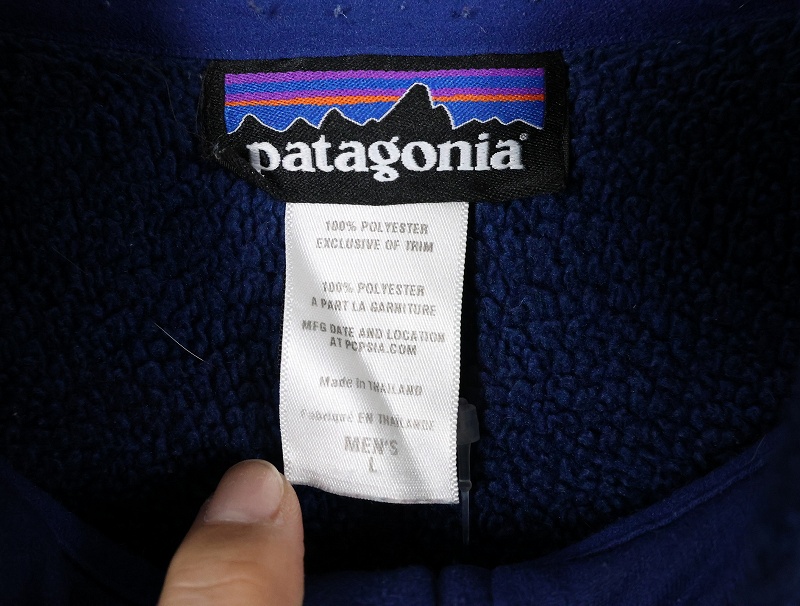 patagonia®
100% POLYESTER
EXCLUSIVE OF TRIM
100% POLYESTER
A PART LA GARNITURE
MFG DATE AND LOCATION
AT PCPSIA.COM
Made in THAILAND
Fabriqué EN THAILANDE
MEN'S
L